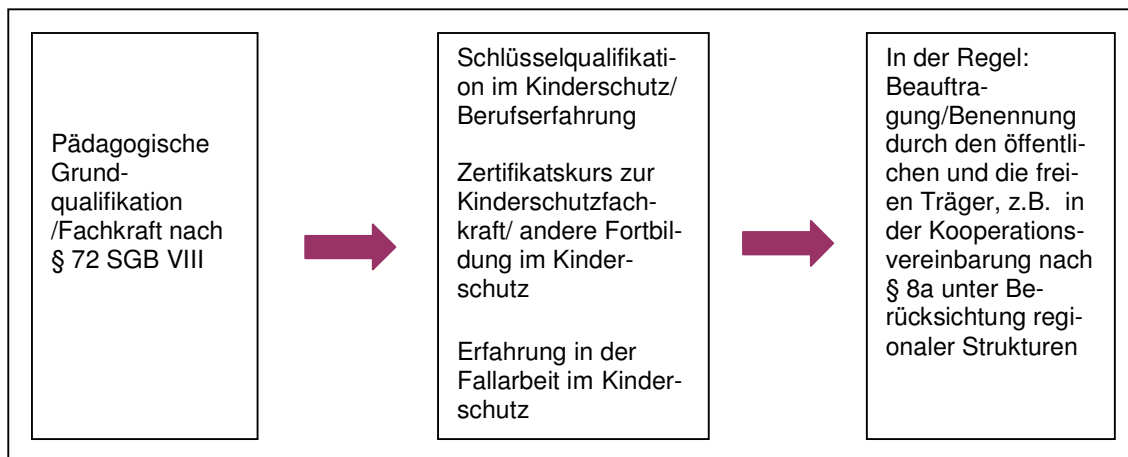 Pädagogische
Grund-
qualifikation
/Fachkraft nach
§ 72 SGB VIII
Schlüsselqualifikati-
on im Kinderschutz/
Berufserfahrung
Zertifikatskurs zur
Kinderschutzfach-
kraft/ andere Fortbil-
dung im Kinder-
schutz
Erfahrung in der
Fallarbeit im Kinder-
schutz
In der Regel:
Beauftra-
gung/Benennung
durch den öffentli-
chen und die frei-
en Träger, z.B. in
der Kooperations-
vereinbarung nach
§ 8a unter Be-
rücksichtung regi-
onaler Strukturen